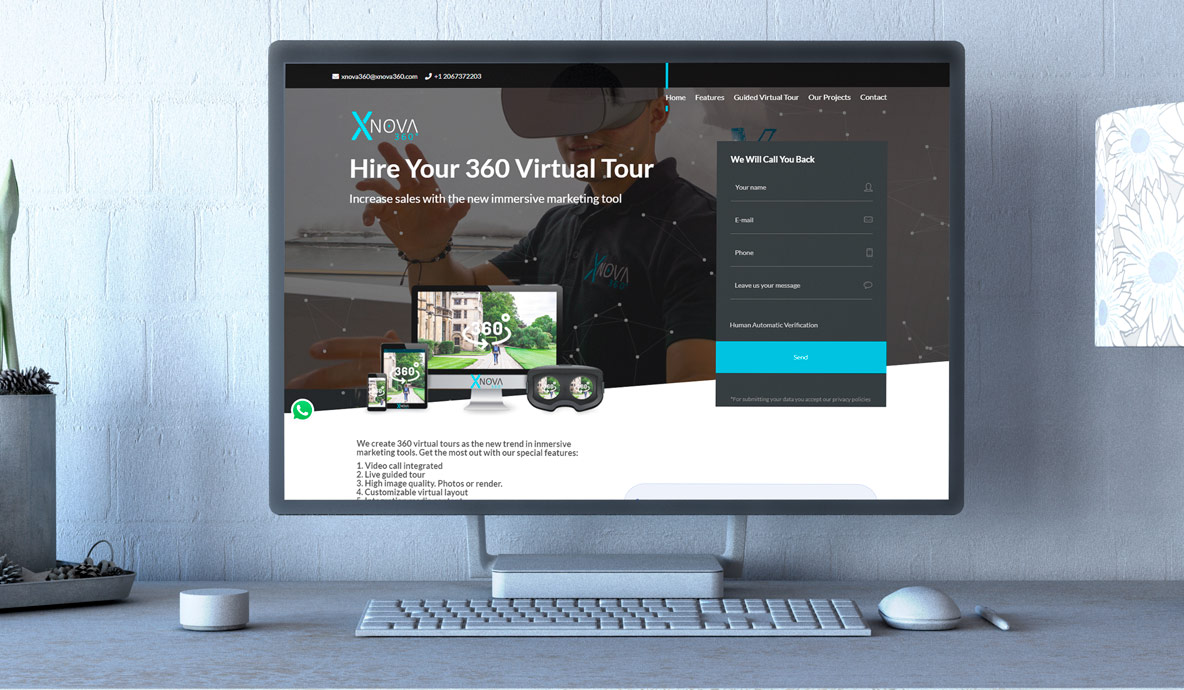 xnova360@xnova360.com +1 2067372203
Home Features Guided Virtual Tour Our Projects Contact
XNOVA
360°
Hire Your 360 Virtual Tour
Increase sales with the new immersive marketing tool
We Will Call You Back
Your name
E-mail
Phone
Leave us your message
Human Automatic Verification
Send
*For submitting your data you accept our privacy policies
XNOVA
360
360°
360
360
XNOVA
We create 360 virtual tours as the new trend in inmersive
marketing tools. Get the most out with our special features:
1. Video call integrated
2. Live guided tour
3. High image quality. Photos or render.
4. Customizable virtual layout